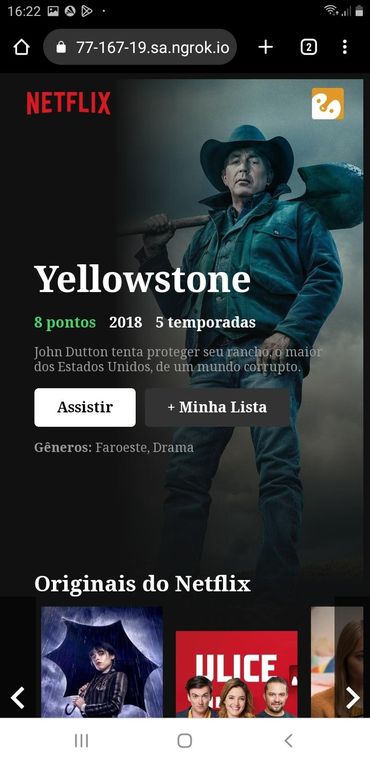 16:22
77-167-19.sa.ngrok.io
2
NETFLIX
Yellowstone
8 pontos 2018 5 temporadas
John Dutton tenta proteger seu rancho, o maior
dos Estados Unidos, de um mundo corrupto.
Assistir
+ Minha Lista
Gêneros: Faroeste, Drama
Originais do Netflix
ULICE